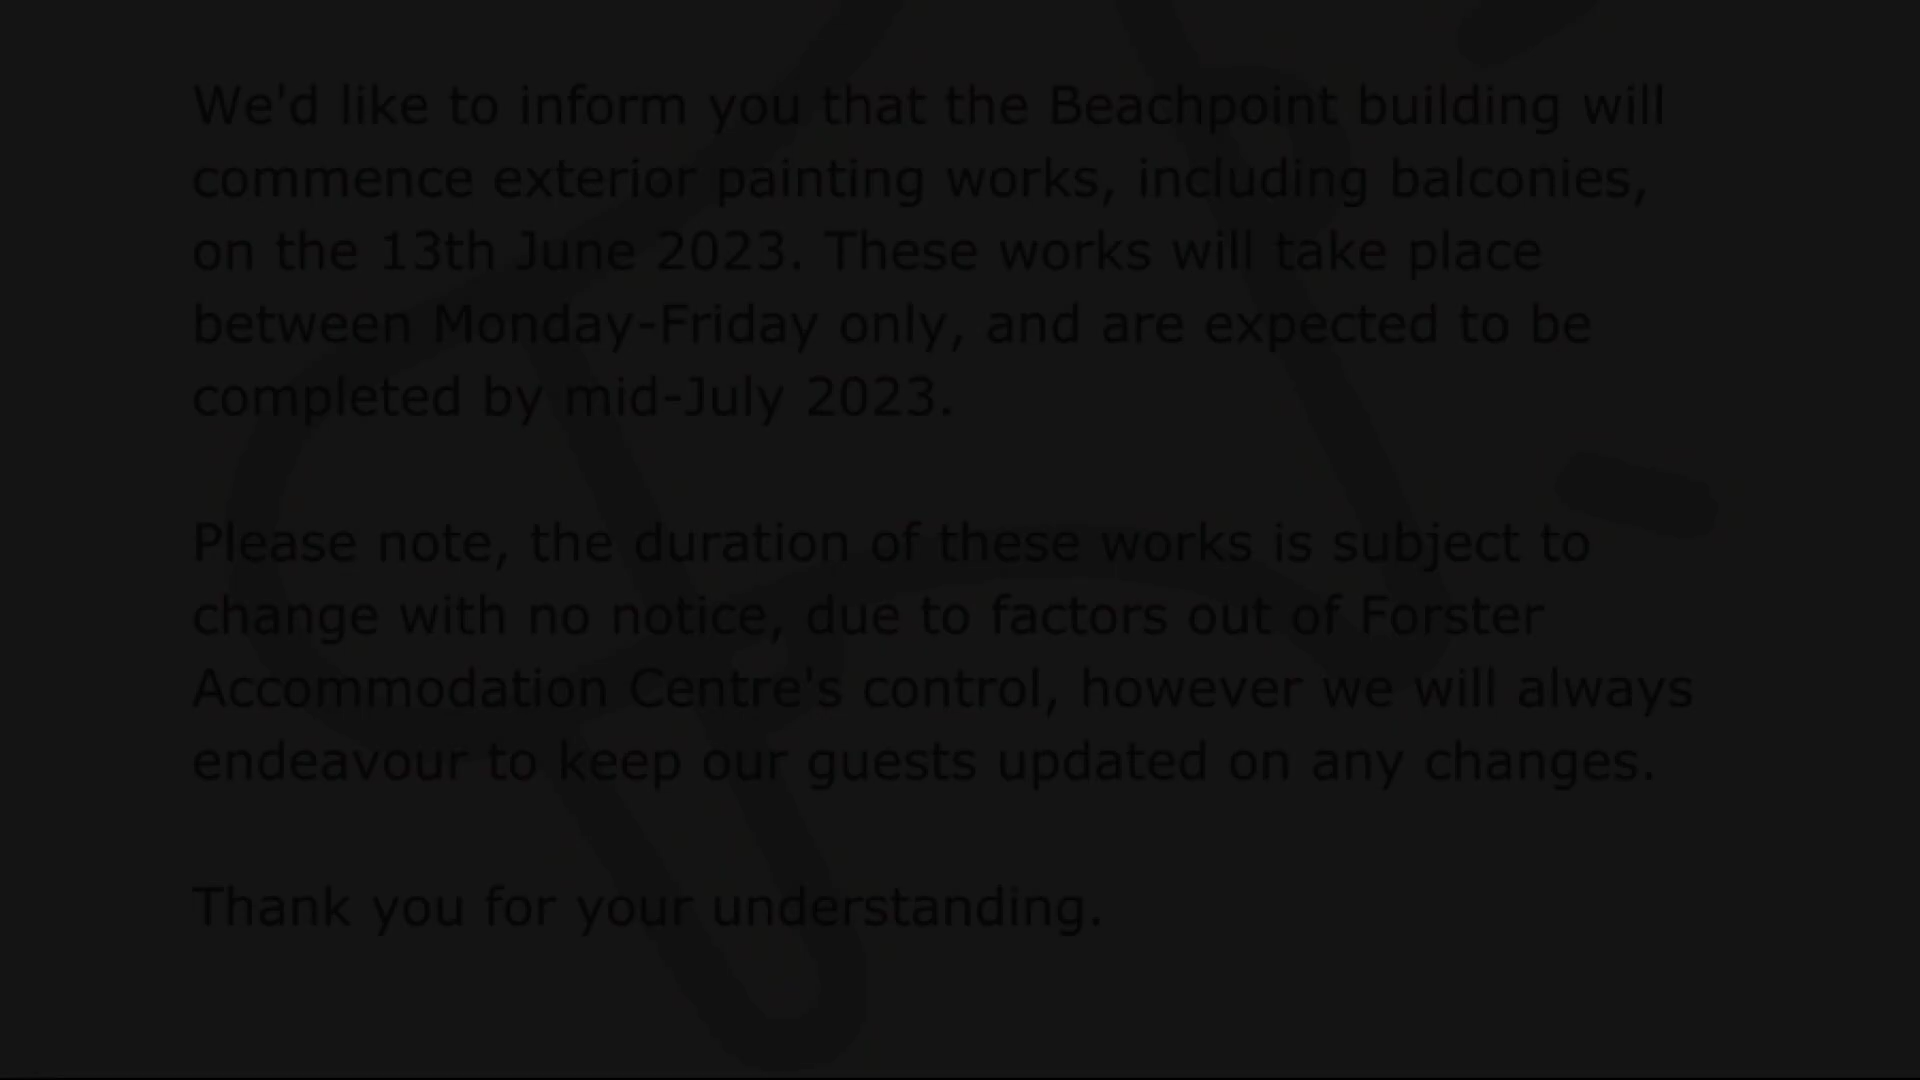 We'd like to inform you that the Beachpoint building will
commence exterior painting works, including balconies,
on the 13th June 2023. These works will take place
between Monday-Friday only, and are expected to be
completed by mid-July 2023.
Please note, the duration of these works is subject to
change with no notice, due to factors out of Forster
Accommodation Centre's control, however we will always
endeavour to keep our guests updated on any changes.
Thank you for your understanding.